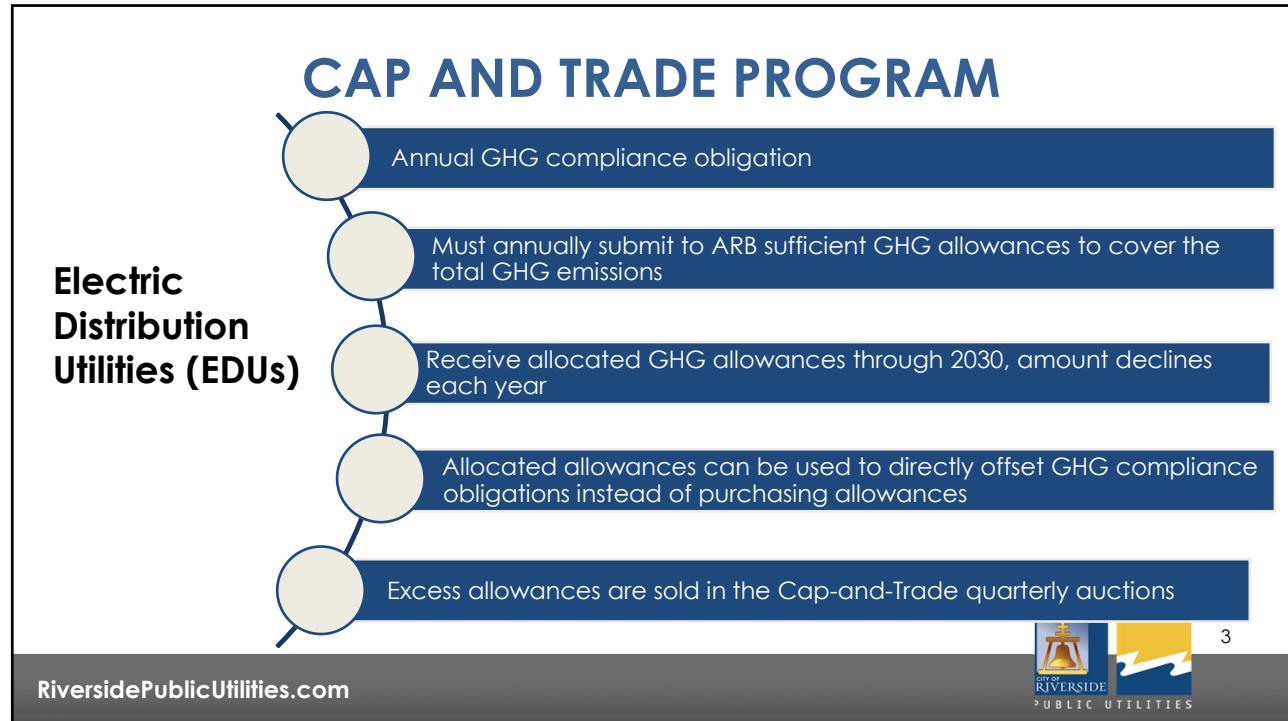 CAP AND TRADE PROGRAM
Electric
Distribution
Utilities (EDUs)
Annual GHG compliance obligation
Must annually submit to ARB sufficient GHG allowances to cover the
total GHG emissions
Receive allocated GHG allowances through 2030, amount declines
each year
Allocated allowances can be used to directly offset GHG compliance
obligations instead of purchasing allowances
Excess allowances are sold in the Cap-and-Trade quarterly auctions
3
RiversidePublicUtilities.com
CITY OF
RIVERSIDE
PUBLIC UTILITIES